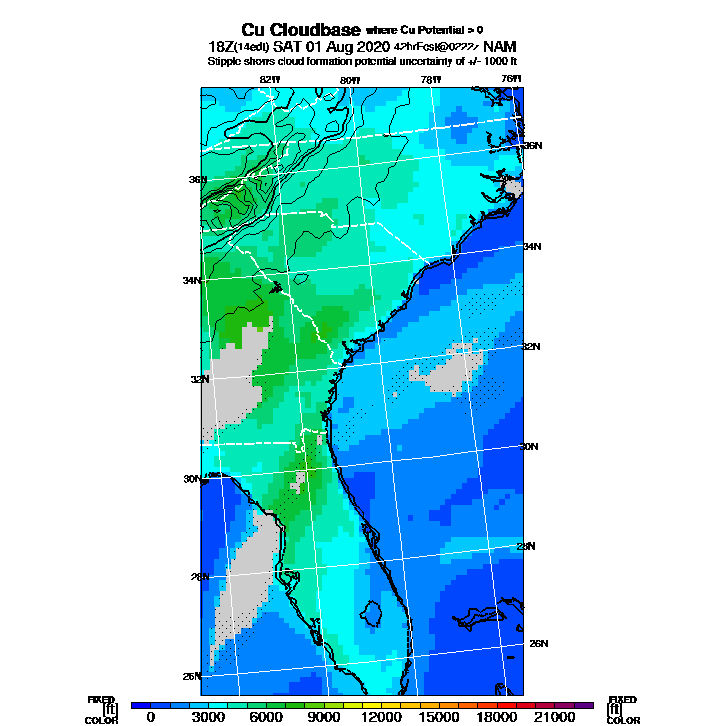 Cu Cloudbase where Cu Potential > 0
18Z(14edt) SAT 01 Aug 2020 42hrFcst@0222z NAM
Stipple shows cloud formation potential uncertainty of +/- 1000 ft
82W 80W 78W 76W
36N
36N
34N
34N
32N
32N
30N
30N
28N
28N
26N
26N
FIXED FIXED
[ft] [ft]
COLOR COLOR
0 3000 6000 9000 12000 15000 18000 21000